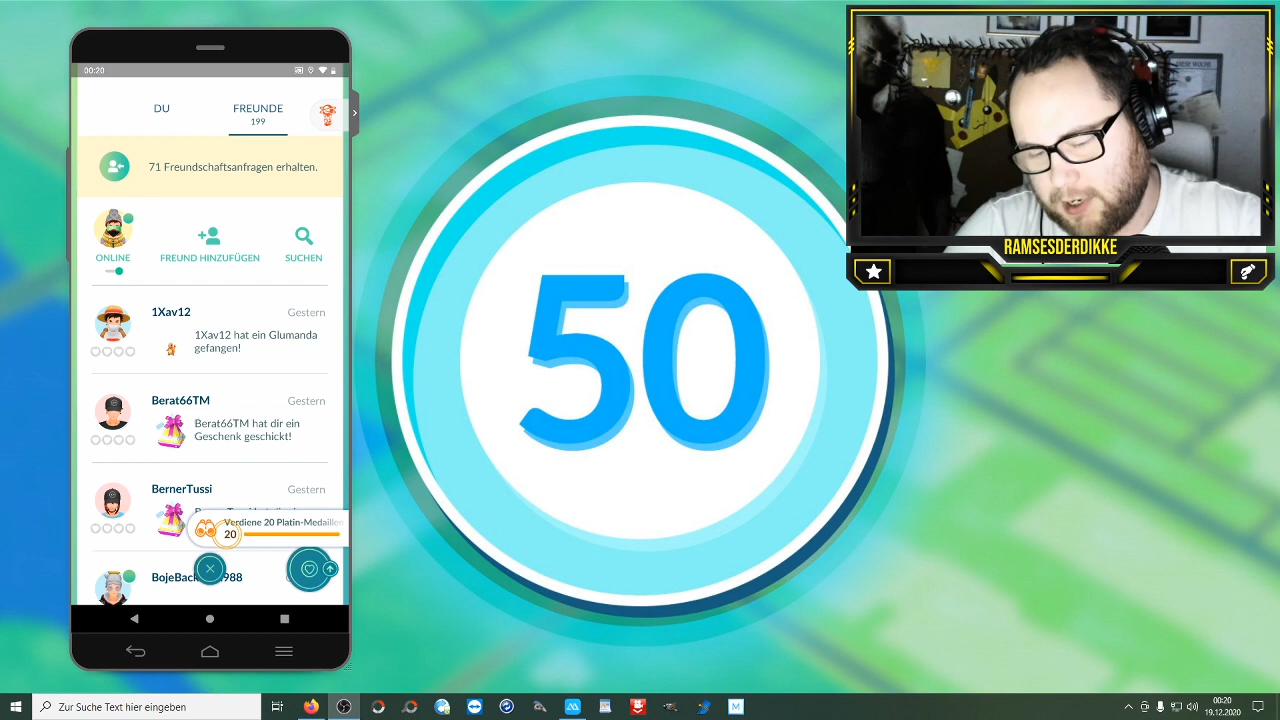 00:20
DU
FREUNDE
199
71 Freundschaftsanfragen erhalten.
ONLINE
FREUND HINZUFÜGEN
SUCHEN
1Xav12
Gestern
1Xav12 hat ein Glumanda
gefangen!
Berat66TM
Gestern
Berat66TM hat dir ein
Geschenk geschickt!
BernerTussi
Gestern
Verdiene 20 Platin-Medaillen
20
50
DIESE WOCHE
RAMSESDERDIKKE
Zur Suche Text hier eingeben
M
00:20
19.12.2020